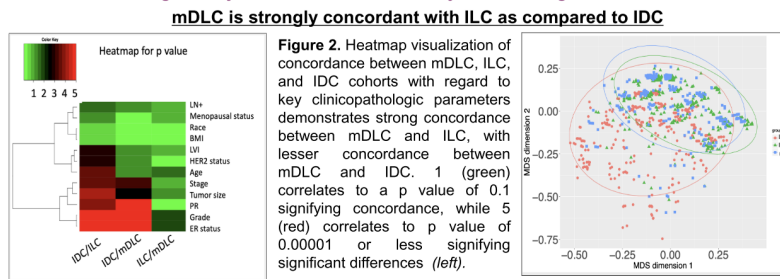 mDLC is strongly concordant with ILC as compared to IDC
Color Key
1 2 3 4 5
Heatmap for p value
LN+
Menopausal status
Race
BMI
LVI
HER2 status
Age
Stage
Tumor size
PR
Grade
ER status
IDC/ILC
IDC/mDLC
ILC/mDLC
Figure 2. Heatmap visualization of
concordance between mDLC, ILC,
and IDC cohorts with regard to
key clinicopathologic parameters
demonstrates strong concordance
between mDLC and ILC, with
lesser concordance between
mDLC and IDC. 1 (green)
correlates to a p value of 0.1
signifying concordance, while 5
(red) correlates to p value of
0.00001 or less signifying
significant differences (left).
MDS dimension 2
0.25
0.00
−0.25
−0.50
−0.75
−0.50
−0.25
0.00
0.25
MDS dimension 1